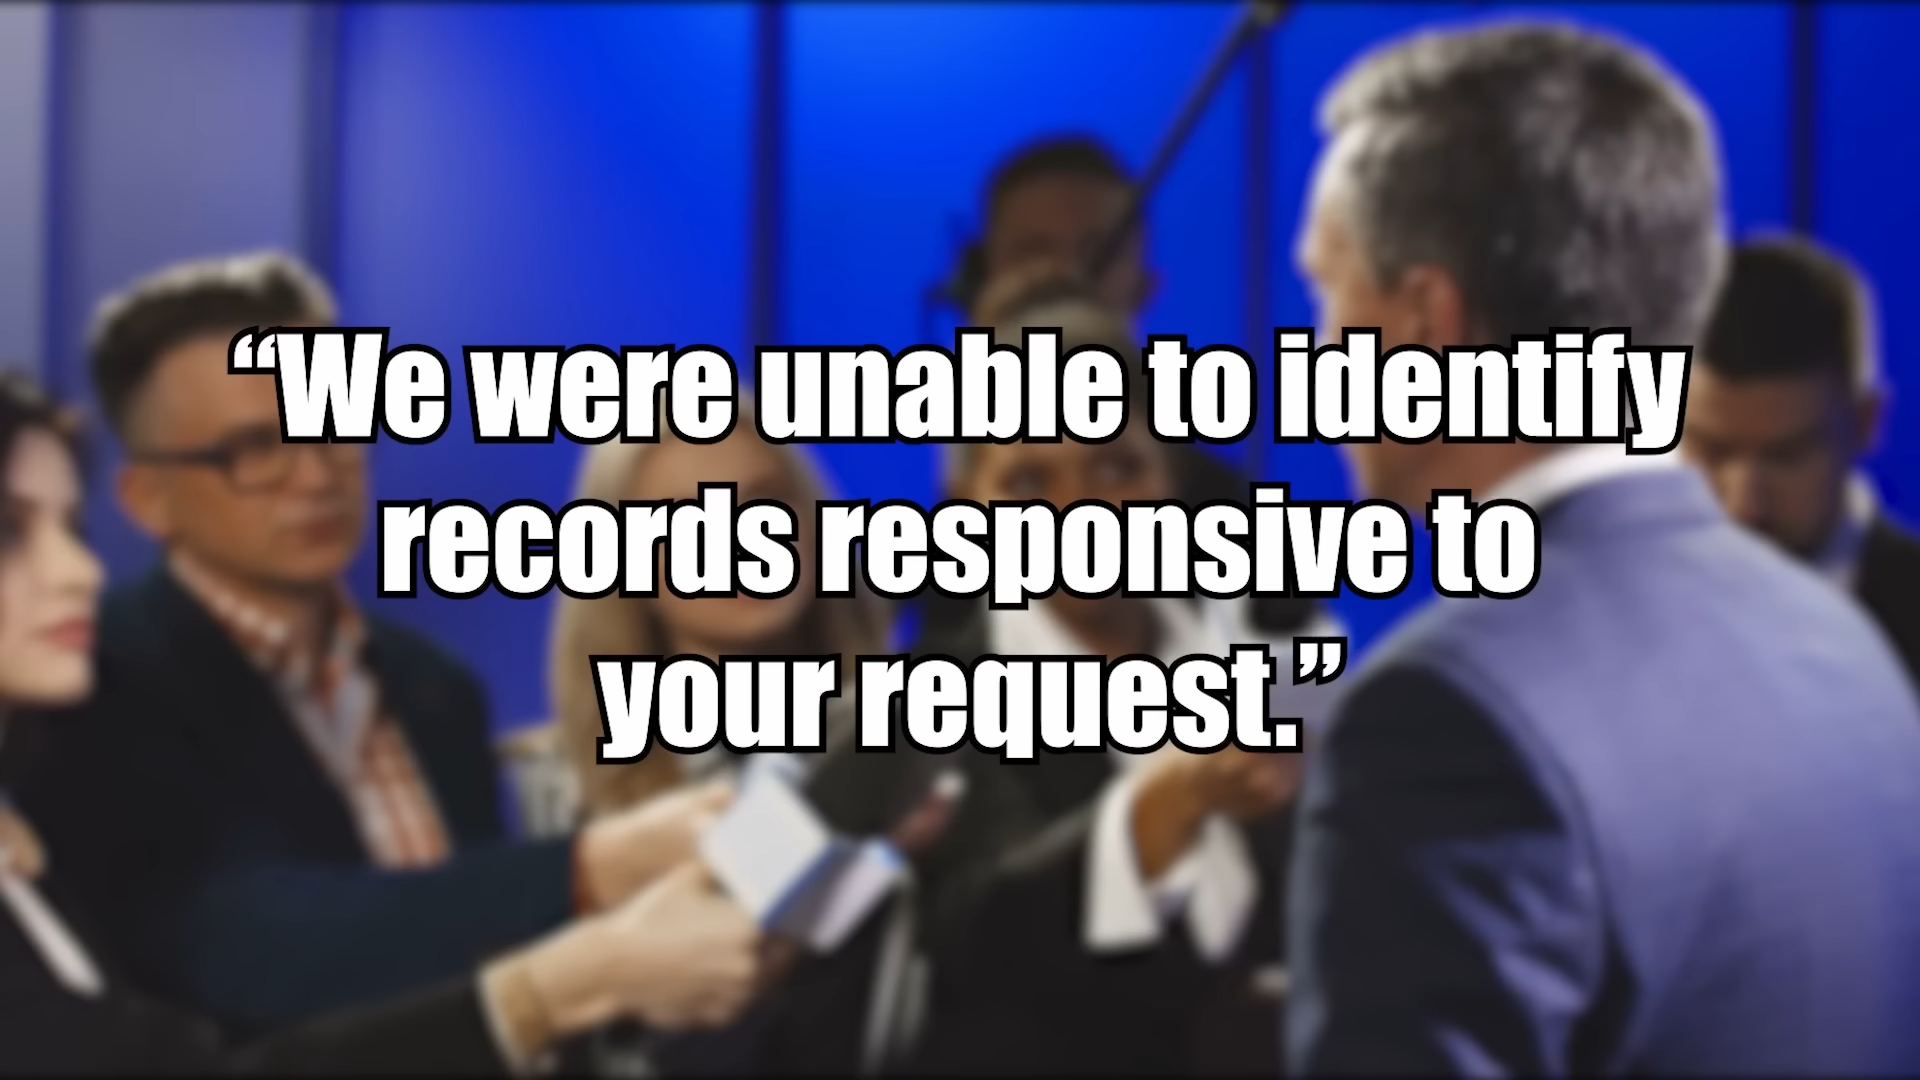 “We were unable to identify
records responsive to
your request.”